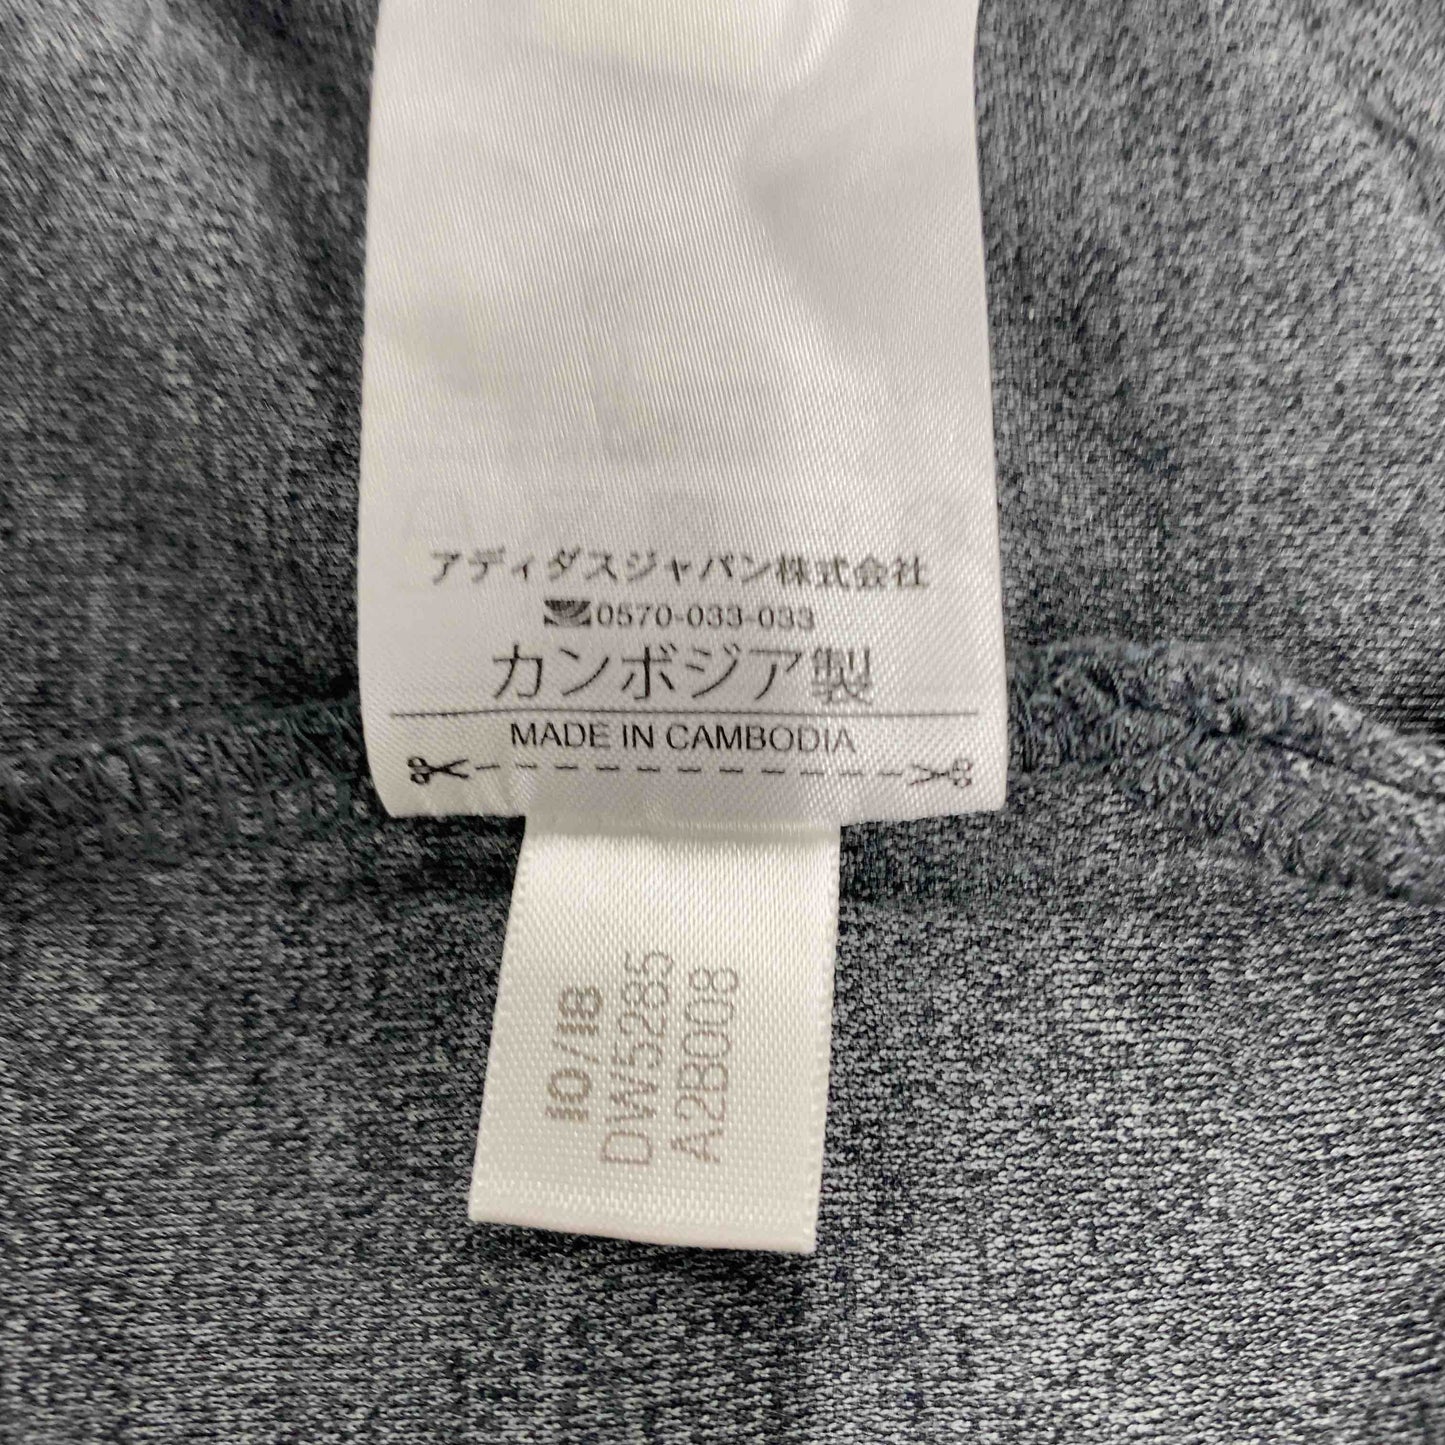 アディダスジャパン株式会社
0570-033-033
カンボジア製
MADE IN CAMBODIA
10/18
DW5285
A2B008